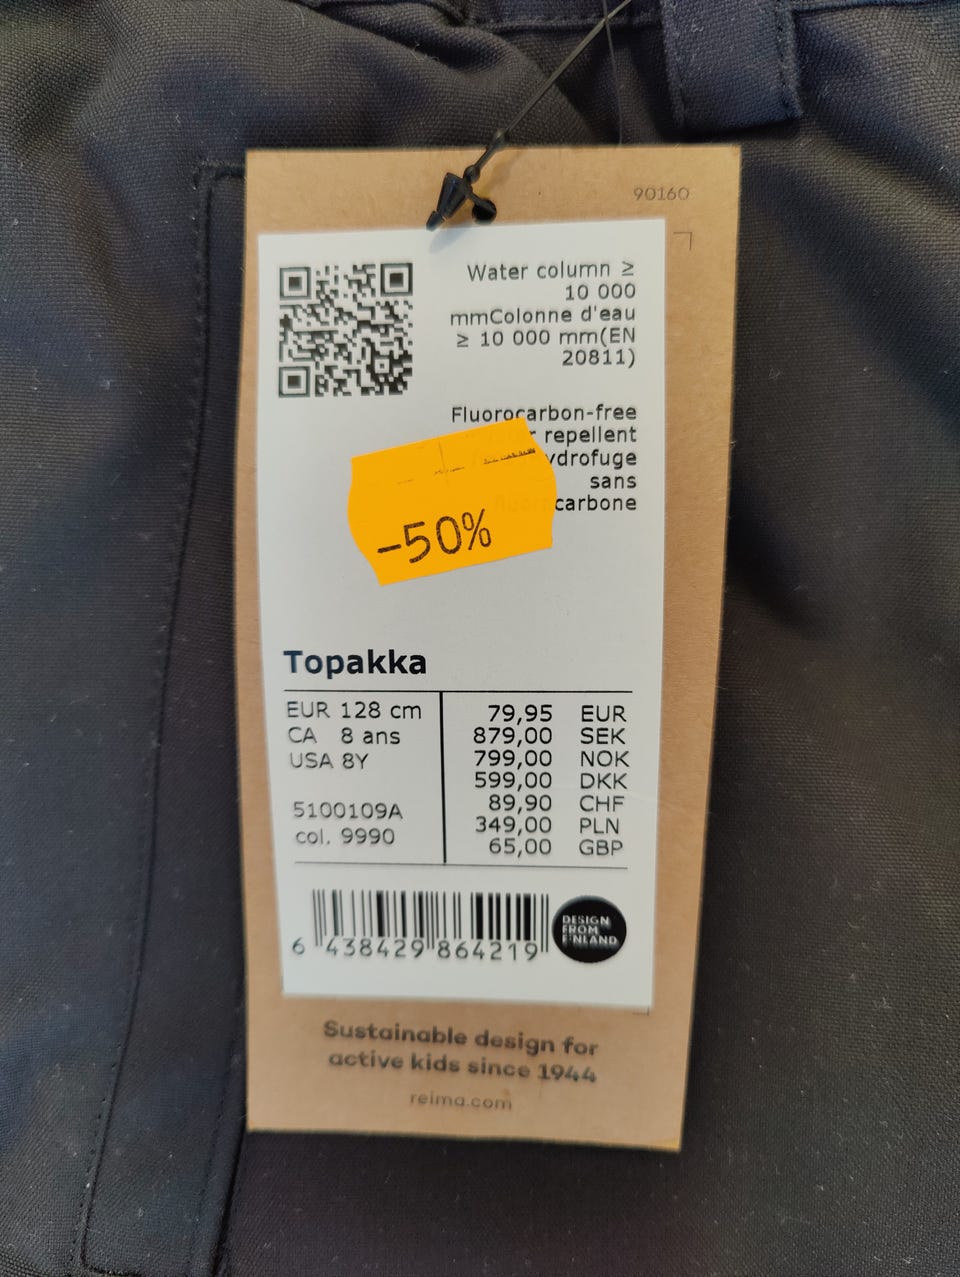 90160
Water column ≥
10 000
mmColonne d'eau
≥ 10 000 mm(EN
20811)
Fluorocarbon-free
repellent
sans
-50%
Topakka
EUR 128 cm
CA 8 ans
USA 8Y
5100109A
col. 9990
79,95 EUR
879,00 SEK
799,00 NOK
599,00 DKK
89,90 CHF
349,00 PLN
65,00 GBP
6 438429 864219
DESIGN
FROM
FINLAND
Sustainable design for
active kids since 1944
reima.com